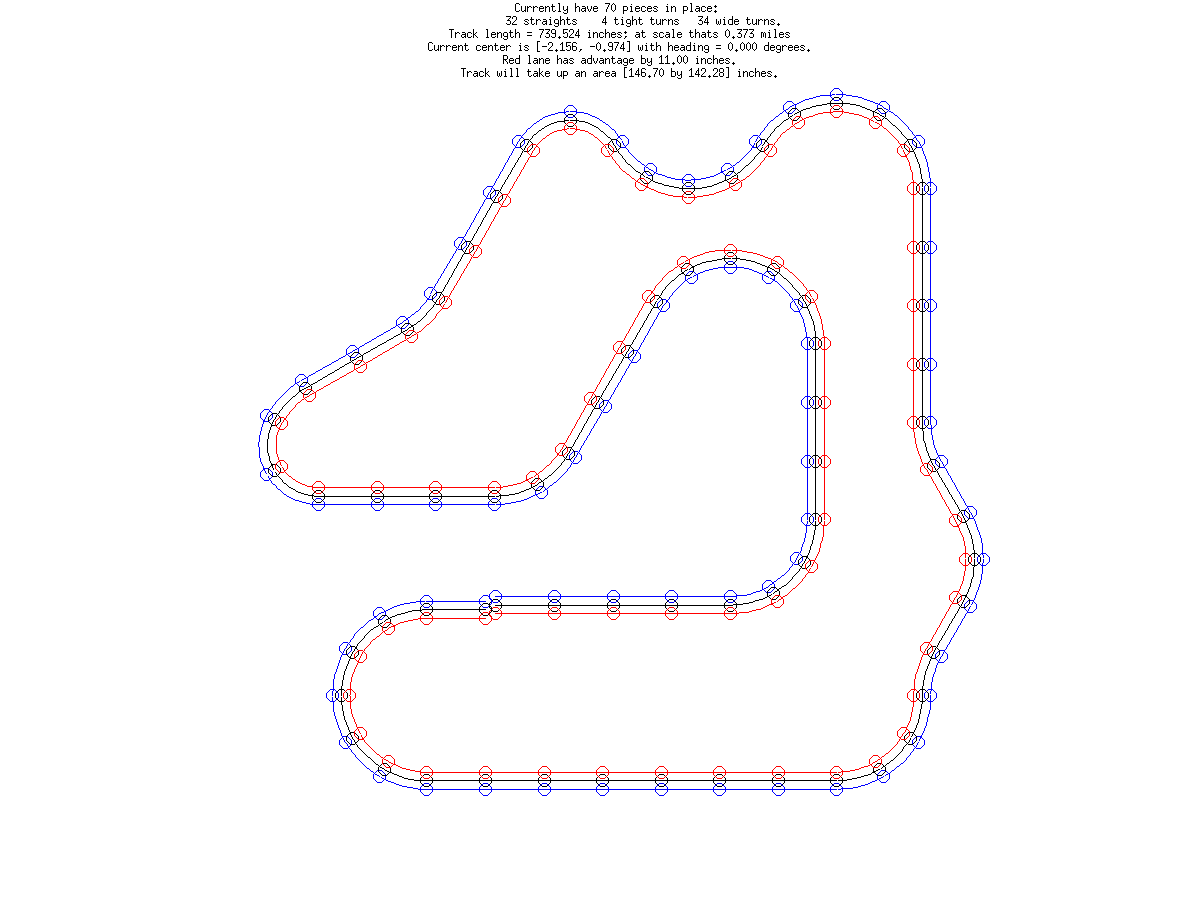 Currently have 70 pieces in place:
32 straights    4 tight turns   34 wide turns.
Track length = 739.524 inches; at scale thats 0.373 miles
Current center is [-2.156, -0.974] with heading = 0.000 degrees.
Red lane has advantage by 11.00 inches.
Track will take up an area [146.70 by 142.28] inches.